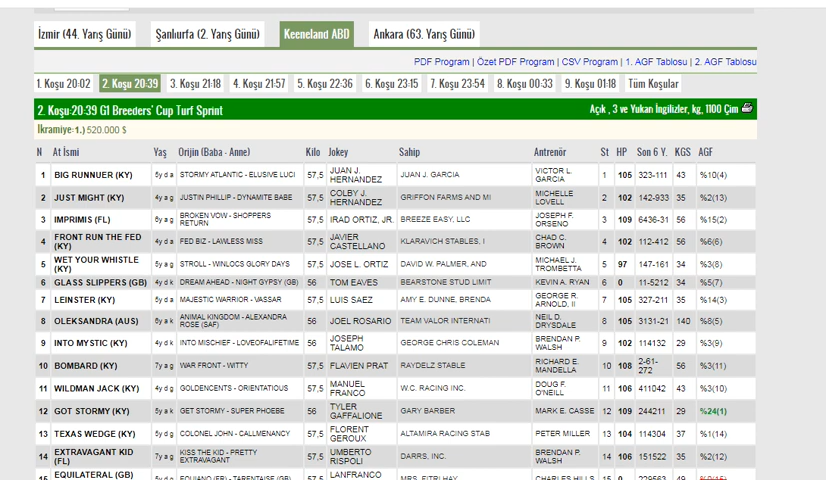 İzmir (44. Yarış Günü) Şanlıurfa (2. Yarış Günü) Keeneland ABD Ankara (63. Yarış Günü)
PDF Program | Özet PDF Program | CSV Program | 1. AGF Tablosu | 2. AGF Tablosu
1. Koşu 20:02 2. Koşu 20:39 3. Koşu 21:18 4. Koşu 21:57 5. Koşu 22:36 6. Koşu 23:15 7. Koşu 23:54 8. Koşu 00:33 9. Koşu 01:18 Tüm Koşular
2. Koşu:20:39 G1 Breeders' Cup Turf Sprint Açık , 3 ve Yukarı İngilizler, kg, 1100 Çim
İkramiye:1.) 520.000 $
N At İsmi Yaş Orijin (Baba - Anne) Kilo Jokey Sahip Antrenör St HP Son 6 Y. KGS AGF
1 BIG RUNNUER (KY) 5y d a STORMY ATLANTIC - ELUSIVE LUCI 57,5 JUAN J. HERNANDEZ JUAN J. GARCIA VICTOR L. GARCIA 1 105 323-111 43 %10(4)
2 JUST MIGHT (KY) 4y a g JUSTIN PHILLIP - DYNAMITE BABE 57,5 COLBY J. HERNANDEZ GRIFFON FARMS AND MI MICHELLE LOVELL 2 102 142-933 35 %2(13)
3 IMPRIMIS (FL) 6y a g BROKEN VOW - SHOPPERS RETURN 57,5 IRAD ORTIZ, JR. BREEZE EASY, LLC JOSEPH F. ORSENO 3 109 6436-31 56 %15(2)
4 FRONT RUN THE FED (KY) 4y d a FED BIZ - LAWLESS MISS 57,5 JAVIER CASTELLANO KLARAVICH STABLES, I CHAD C. BROWN 4 102 112-412 56 %6(6)
5 WET YOUR WHISTLE (KY) 5y a g STROLL - WINLOCS GLORY DAYS 57,5 JOSE L. ORTIZ DAVID W. PALMER, AND MICHAEL J. TROMBETTA 5 97 147-161 34 %3(8)
6 GLASS SLIPPERS (GB) 4y d k DREAM AHEAD - NIGHT GYPSY (GB) 56 TOM EAVES BEARSTONE STUD LIMIT KEVIN A. RYAN 6 0 11-5212 34 %5(7)
7 LEINSTER (KY) 5y d a MAJESTIC WARRIOR - VASSAR 57,5 LUIS SAEZ AMY E. DUNNE, BRENDA GEORGE R. ARNOLD, II 7 105 327-211 35 %14(3)
8 OLEKSANDRA (AUS) 6y a k ANIMAL KINGDOM - ALEXANDRA ROSE (SAF) 56 JOEL ROSARIO TEAM VALOR INTERNATI NEIL D. DRYSDALE 8 105 3131-21 140 %8(5)
9 INTO MYSTIC (KY) 4y d k INTO MISCHIEF - LOVEOFALIFETIME 56 JOSEPH TALAMO GEORGE CHRIS COLEMAN BRENDAN P. WALSH 9 102 114132 29 %3(9)
10 BOMBARD (KY) 7y a g WAR FRONT - WITTY 57,5 FLAVIEN PRAT RAYDELZ STABLE RICHARD E. MANDELLA 10 108 2-61-272 56 %3(11)
11 WILDMAN JACK (KY) 4y d g GOLDENCENTS - ORIENTATIOUS 57,5 MANUEL FRANCO W.C. RACING INC. DOUG F. O'NEILL 11 106 411042 43 %3(10)
12 GOT STORMY (KY) 5y a k GET STORMY - SUPER PHOEBE 56 TYLER GAFFALIONE GARY BARBER MARK E. CASSE 12 109 244211 29 %24(1)
13 TEXAS WEDGE (KY) 5y d g COLONEL JOHN - CALLMENANCY 57,5 FLORENT GEROUX ALTAMIRA RACING STAB PETER MILLER 13 104 114304 37 %1(14)
14 EXTRAVAGANT KID (FL) 7y a g KISS THE KID - PRETTY EXTRAVAGANT 57,5 UMBERTO RISPOLI DARRS, INC. BRENDAN P. WALSH 14 106 151522 35 %2(12)
15 EQUILATERAL (GB) EQUIANO (FR) - TARENTAISE (GB) LANFRANCO CHARLES HILLS 15 0 229563 49